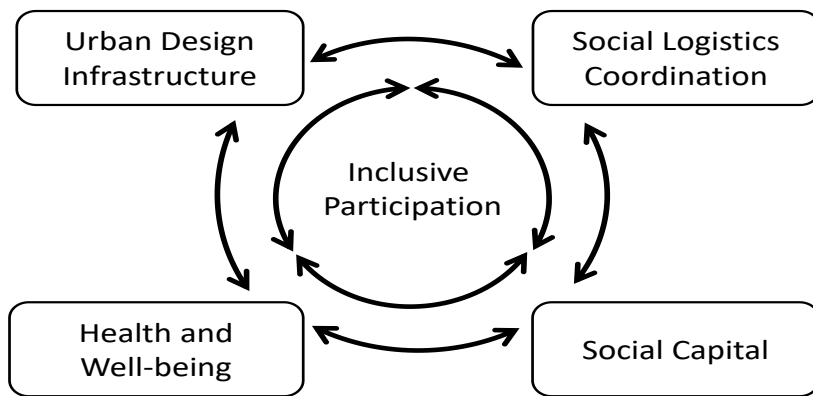 Urban Design
Infrastructure
Social Logistics
Coordination
Inclusive
Participation
Health and
Well-being
Social Capital